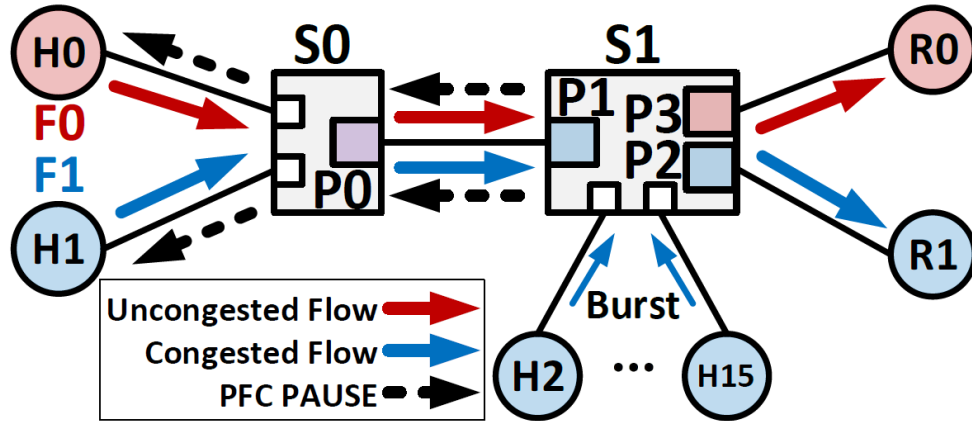 H0
S0
S1
R0
P1
P3
F0
F1
P2
P0
H1
R1
Burst
Uncongested Flow
Congested Flow
PFC PAUSE
H2
...
H15